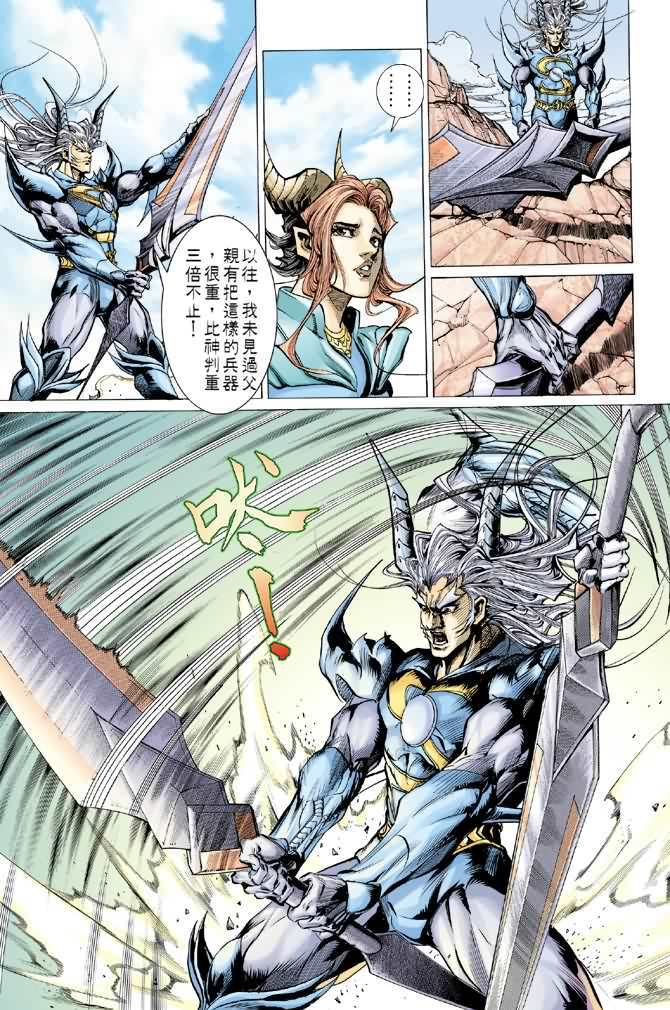 ⋯⋯
⋯⋯
以往，我未見過父
親有把這樣的兵器
，很重，比神判重
三倍不止！
吠！